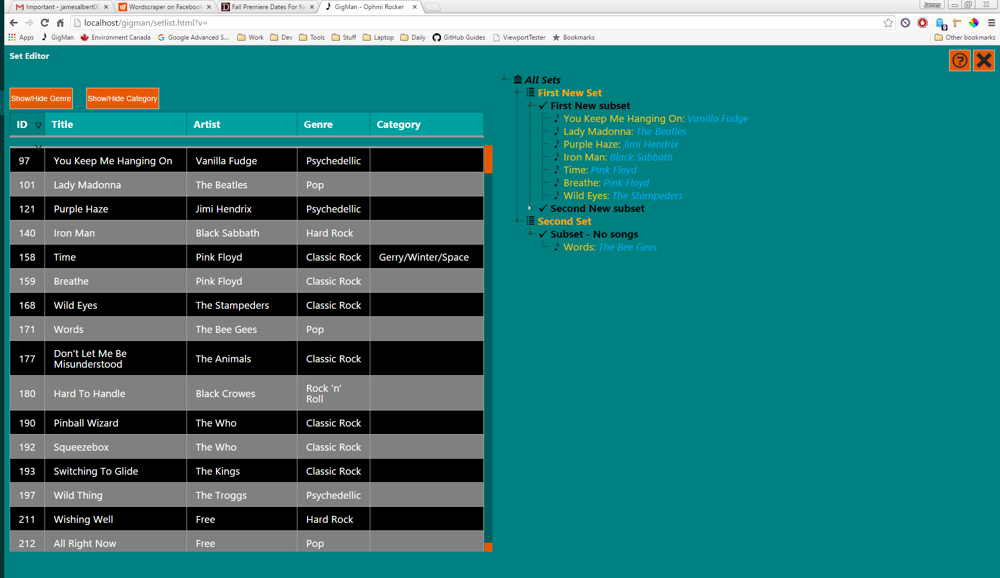 Important - jamesalbert00
Wordscraper on Facebook
Fall Premiere Dates For Ne
GigMan - Ophmi Rocker
James
localhost/gigman/setlist.html?v=
0
Apps
GigMan
Environment Canada
Google Advanced S...
Work
Dev
Tools
Stuff
Laptop
Daily
GitHub Guides
ViewportTester
Bookmarks
Other bookmarks
Set Editor
Show/Hide Genre
Show/Hide Category
ID Title Artist Genre Category
97 You Keep Me Hanging On Vanilla Fudge Psychedellic
101 Lady Madonna The Beatles Pop
121 Purple Haze Jimi Hendrix Psychedellic
140 Iron Man Black Sabbath Hard Rock
158 Time Pink Floyd Classic Rock Gerry/Winter/Space
159 Breathe Pink Floyd Classic Rock
168 Wild Eyes The Stampeders Classic Rock
171 Words The Bee Gees Pop
177 Don't Let Me Be
Misunderstood The Animals Classic Rock
180 Hard To Handle Black Crowes Rock 'n'
Roll
190 Pinball Wizard The Who Classic Rock
192 Squeezebox The Who Classic Rock
193 Switching To Glide The Kings Classic Rock
197 Wild Thing The Troggs Psychedellic
211 Wishing Well Free Hard Rock
212 All Right Now Free Pop
All Sets
First New Set
First New subset
You Keep Me Hanging On: Vanilla Fudge
Lady Madonna: The Beatles
Purple Haze: Jimi Hendrix
Iron Man: Black Sabbath
Time: Pink Floyd
Breathe: Pink Floyd
Wild Eyes: The Stampeders
Second New subset
Second Set
Subset - No songs
Words: The Bee Gees